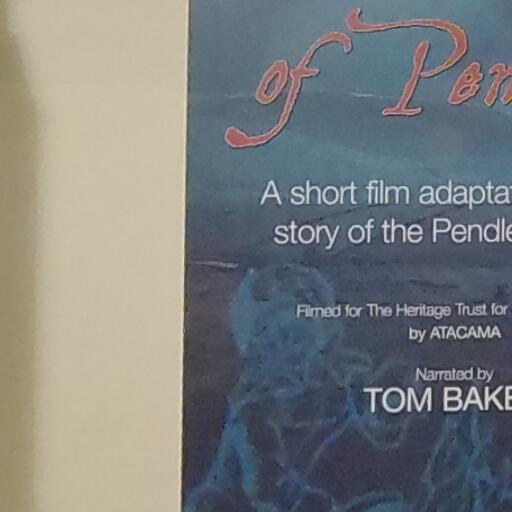 of Pen
A short film adaptat
story of the Pendle
Filmed for The Heritage Trust for
by ATACAMA
Narrated by
TOM BAKE